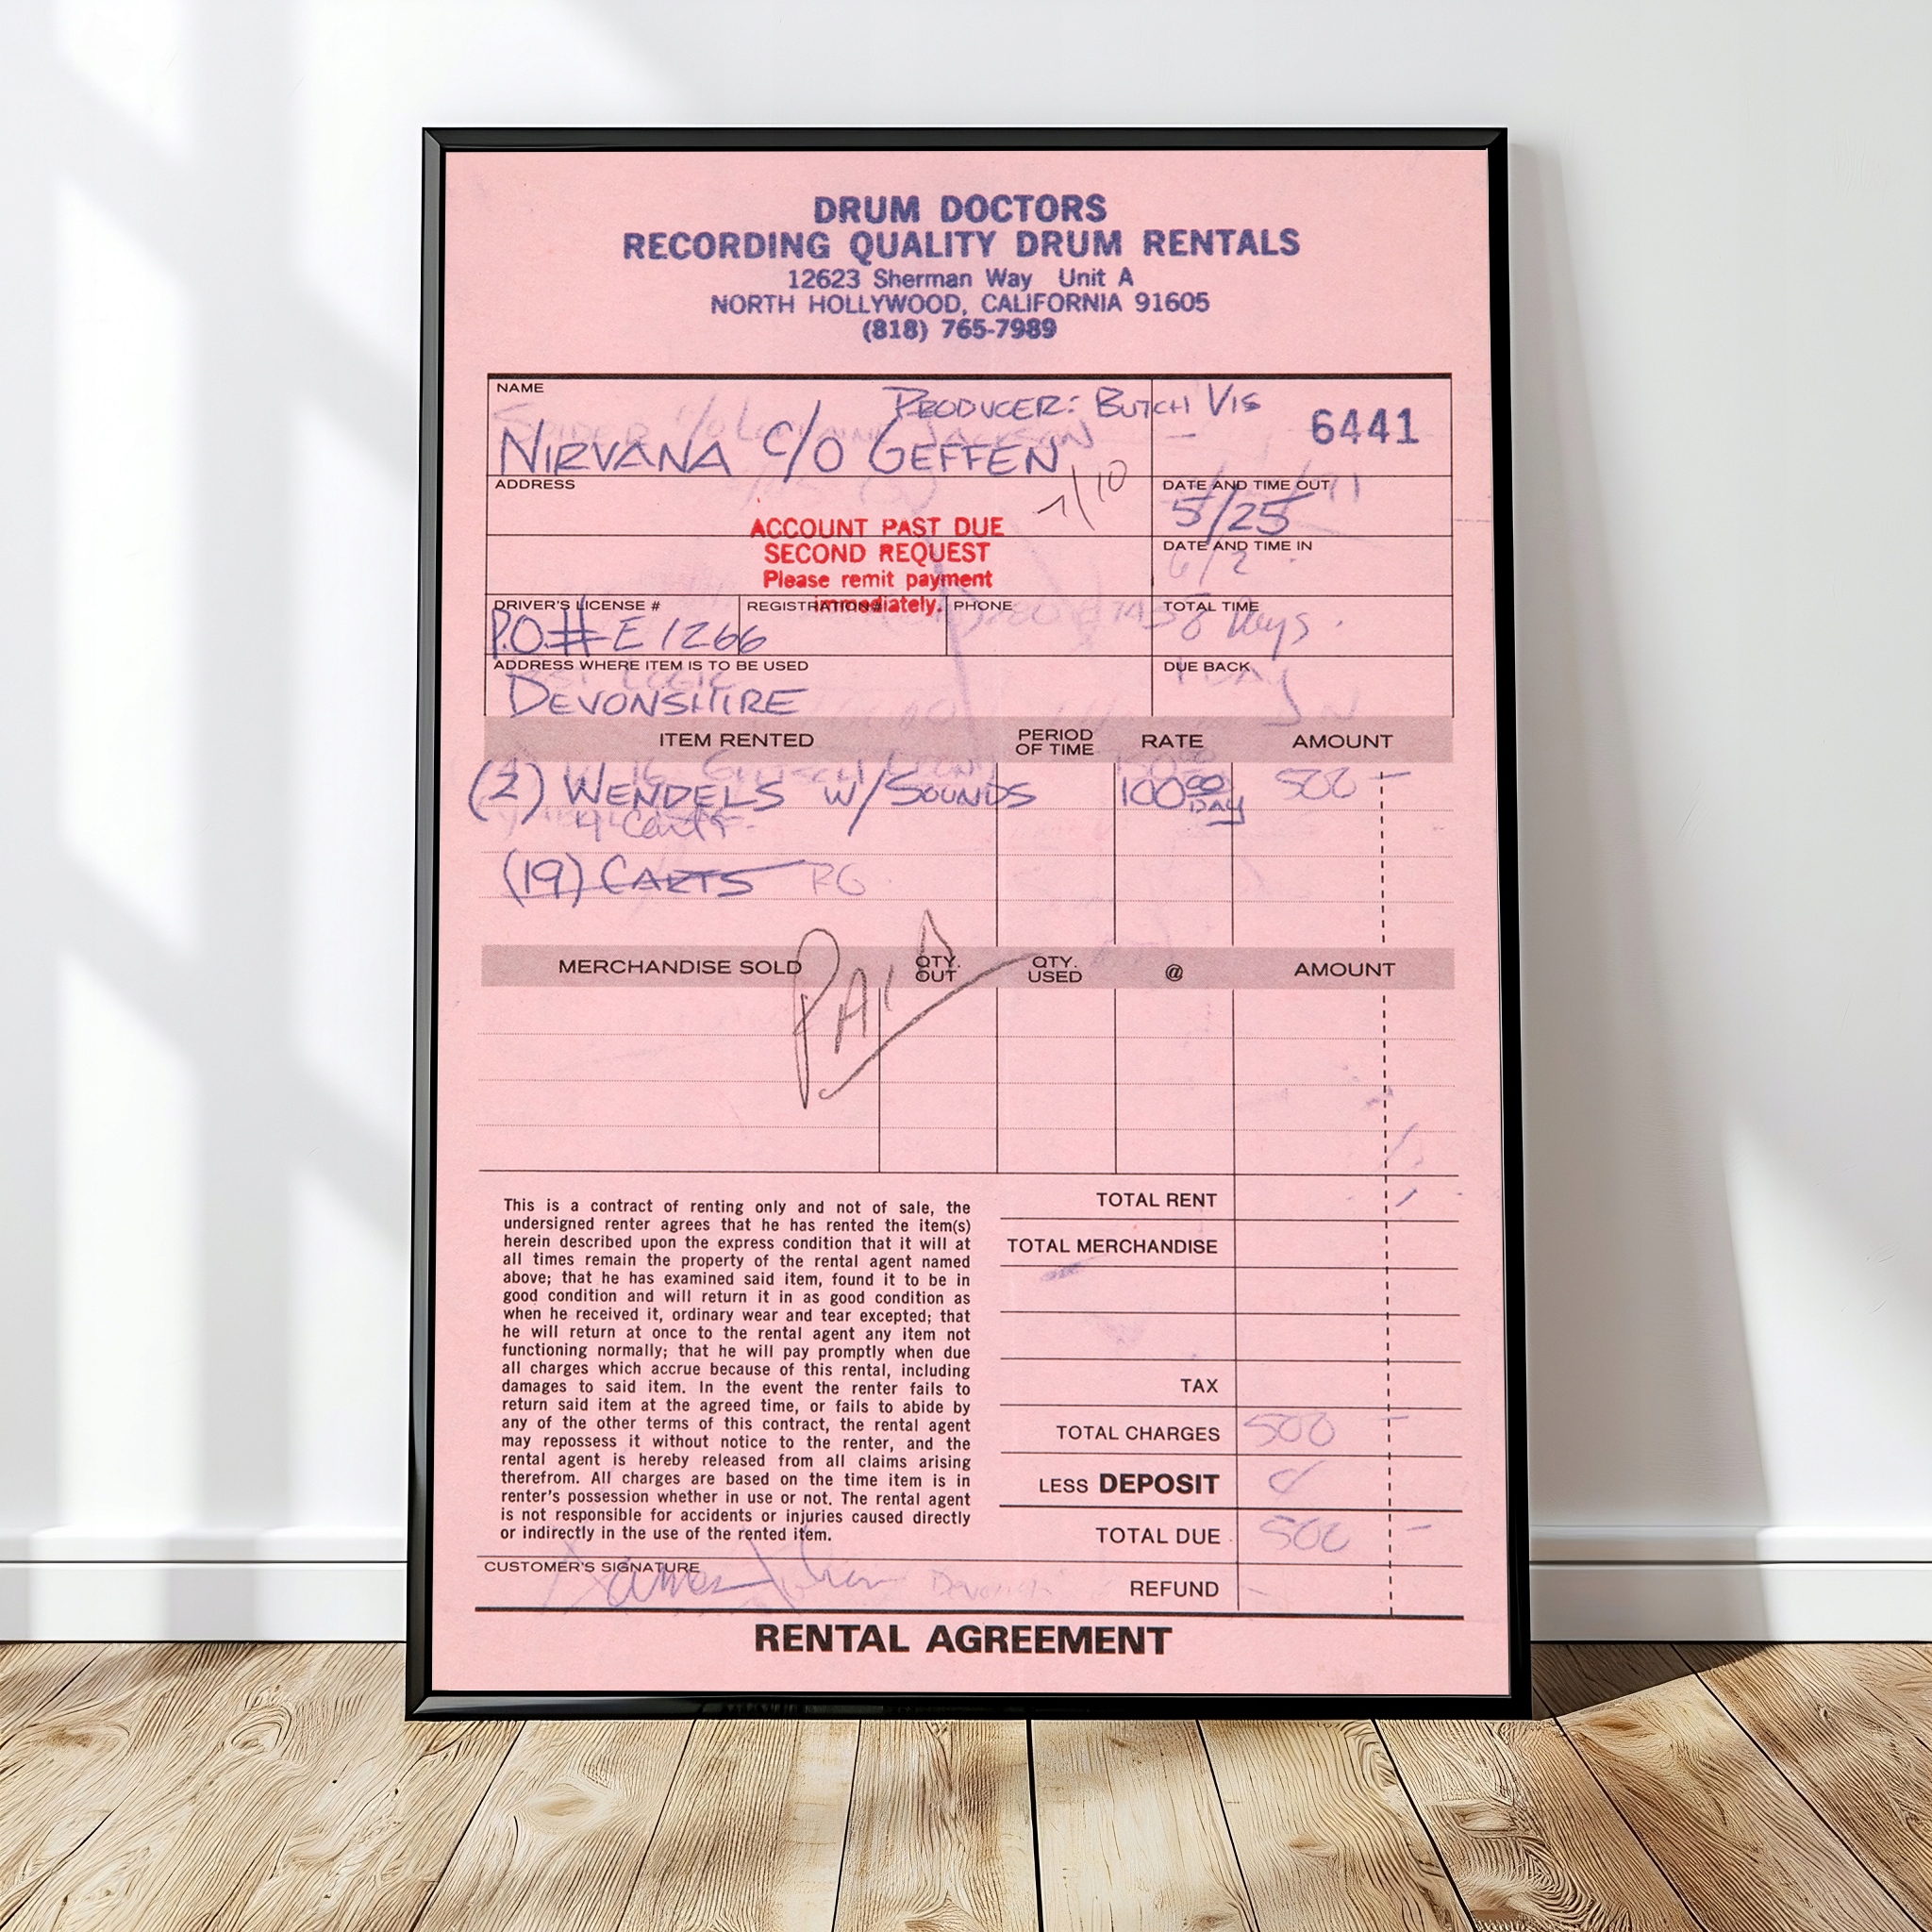 DRUM DOCTORS
RECORDING QUALITY DRUM RENTALS
12623 Sherman Way Unit A
NORTH HOLLYWOOD, CALIFORNIA 91605
(818) 765-7989
NAME
PRODUCER: BUTCH VIS
6441
NIRVANA C/O GEFFEN
ADDRESS
7/10
DATE AND TIME OUT
5/25
ACCOUNT PAST DUE
SECOND REQUEST
Please remit payment
immediately.
DATE AND TIME IN
6/2
DRIVER'S LICENSE #
REGISTRATION #
PHONE
TOTAL TIME
P.O.# E1266
8 Days.
ADDRESS WHERE ITEM IS TO BE USED
DUE BACK
DEVONSHIRE
ITEM RENTED
PERIOD OF TIME
RATE
AMOUNT
(2) WENDELS W/SOUNDS
100.00 DAY
500 –
(19) CARTS
MERCHANDISE SOLD
QTY. OUT
QTY. USED
@
AMOUNT
PAID
This is a contract of renting only and not of sale, the
undersigned renter agrees that he has rented the item(s)
herein described upon the express condition that it will at
all times remain the property of the rental agent named
above; that he has examined said item, found it to be in
good condition and will return it in as good condition as
when he received it, ordinary wear and tear excepted; that
he will return at once to the rental agent any item not
functioning normally; that he will pay promptly when due
all charges which accrue because of this rental, including
damages to said item. In the event the renter fails to
return said item at the agreed time, or fails to abide by
any of the other terms of this contract, the rental agent
may repossess it without notice to the renter, and the
rental agent is hereby released from all claims arising
therefrom. All charges are based on the time item is in
renter's possession whether in use or not. The rental agent
is not responsible for accidents or injuries caused directly
or indirectly in the use of the rented item.
TOTAL RENT
TOTAL MERCHANDISE
TAX
TOTAL CHARGES 500 –
LESS DEPOSIT
TOTAL DUE 500 –
CUSTOMER'S SIGNATURE
REFUND
RENTAL AGREEMENT